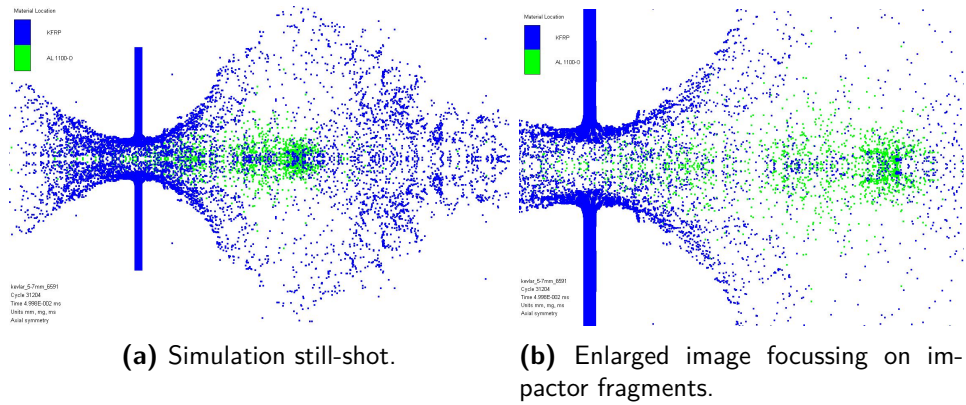 Material Location
KFRP
AL 1100-O
kevlar_5-7mm_6591
Cycle 31204
Time 4.998E-002 ms
Units mm, mg, ms
Axial symmetry
(a) Simulation still-shot.
Material Location
KFRP
AL 1100-O
kevlar_5-7mm_6591
Cycle 31204
Time 4.998E-002 ms
Units mm, mg, ms
Axial symmetry
(b) Enlarged image focussing on im-
pactor fragments.